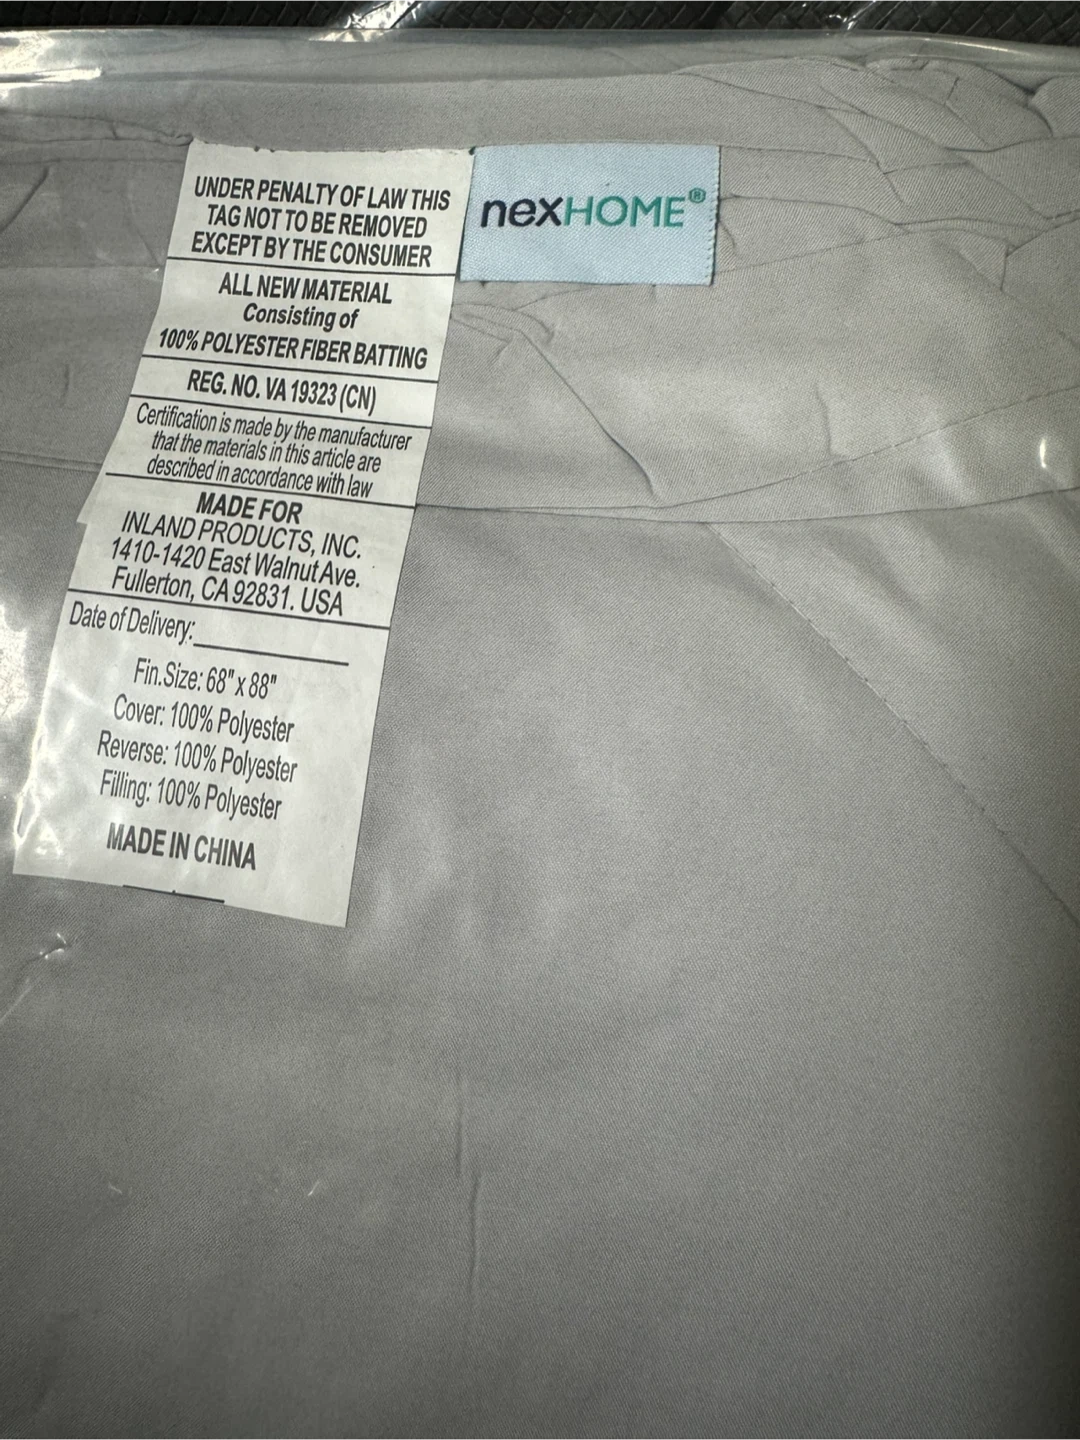 UNDER PENALTY OF LAW THIS
TAG NOT TO BE REMOVED
EXCEPT BY THE CONSUMER
ALL NEW MATERIAL
Consisting of
100% POLYESTER FIBER BATTING
REG. NO. VA 19323 (CN)
Certification is made by the manufacturer
that the materials in this article are
described in accordance with law
MADE FOR
INLAND PRODUCTS, INC.
1410-1420 East Walnut Ave.
Fullerton, CA 92831. USA
Date of Delivery:
Fin.Size: 68" x 88"
Cover: 100% Polyester
Reverse: 100% Polyester
Filling: 100% Polyester
MADE IN CHINA
nexHOME®